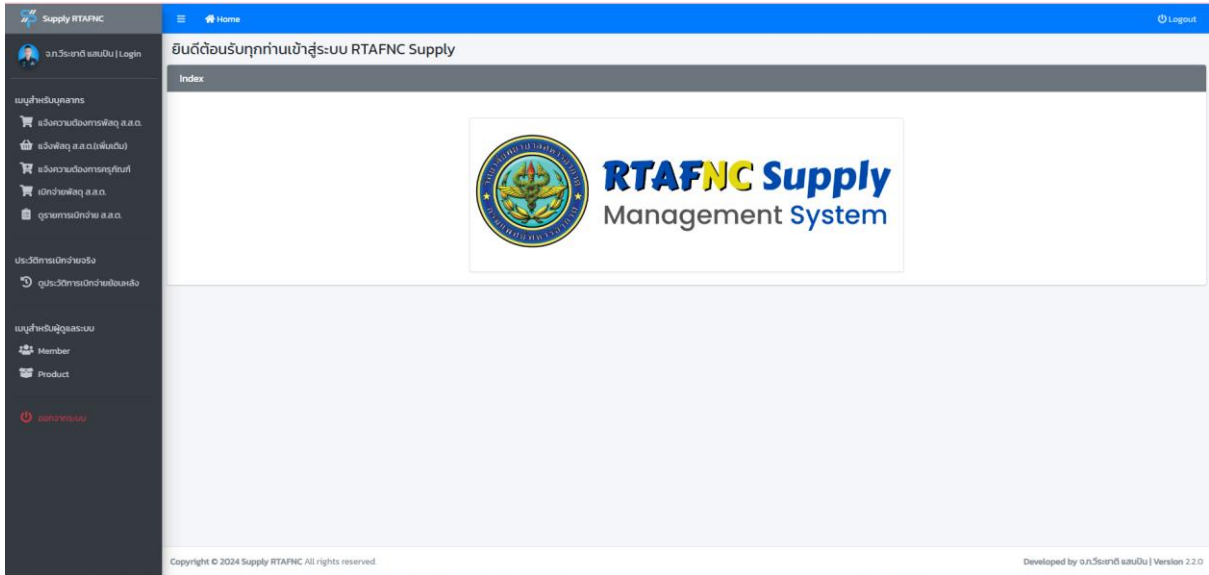 Supply RTAFNC
Home
Logout
จ.ท.วีระชาติ แสนปิน | Login
ยินดีต้อนรับทุกท่านเข้าสู่ระบบ RTAFNC Supply
Index
เมนูสำหรับบุคลากร
แจ้งความต้องการพัสดุ ส.ส.ต.
แจ้งพัสดุ ส.ส.ต.(เพิ่มเติม)
แจ้งความต้องการครุภัณฑ์
เบิกจ่ายพัสดุ ส.ส.ต.
ดูรายการเบิกจ่าย ส.ส.ต.
ประวัติการเบิกจ่ายจริง
ดูประวัติการเบิกจ่ายย้อนหลัง
เมนูสำหรับผู้ดูแลระบบ
Member
Product
ออกจากระบบ
RTAFNC Supply
Management System
Copyright © 2024 Supply RTAFNC All rights reserved.
Developed by จ.ท.วีระชาติ แสนปิน | Version 2.2.0